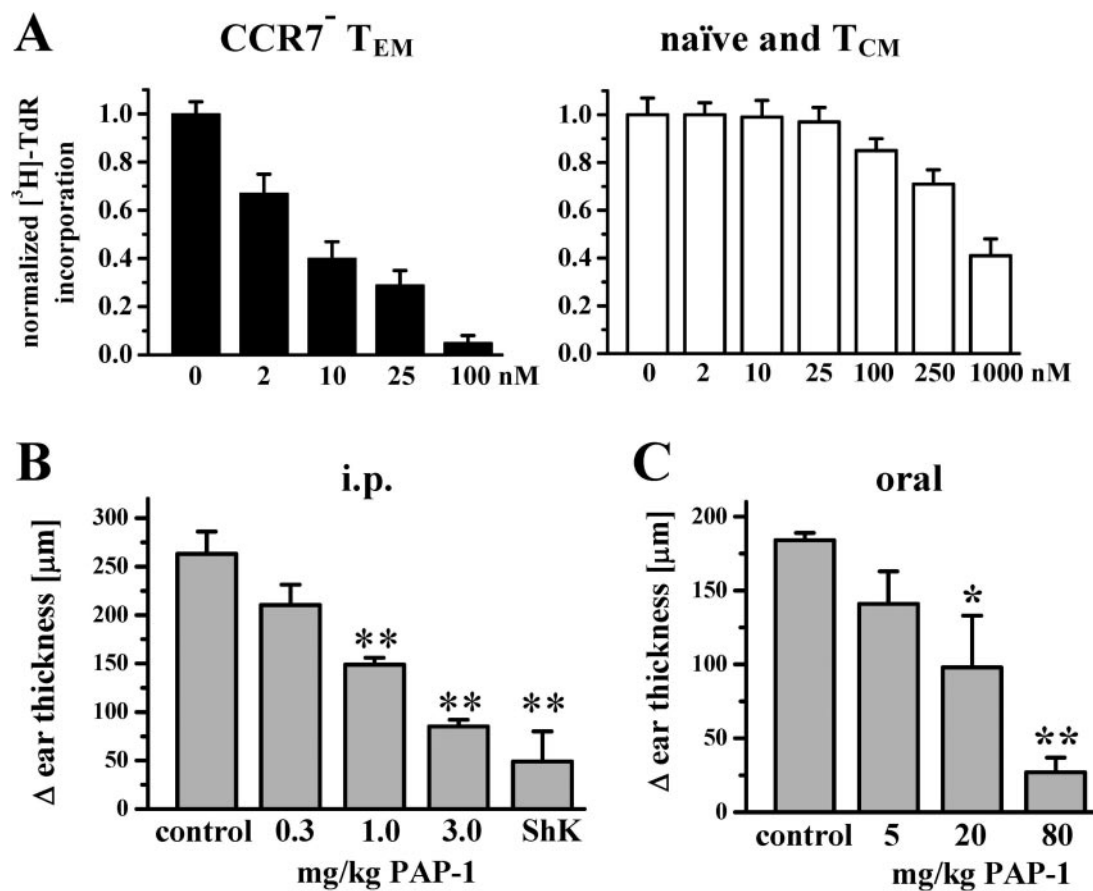 A
CCR7⁻ T_EM
naïve and T_CM
normalized [³H]-TdR
incorporation
1.0
0.8
0.6
0.4
0.2
0.0
0 2 10 25 100 nM
1.0
0.8
0.6
0.4
0.2
0.0
0 2 10 25 100 250 1000 nM
B
i.p.
Δ ear thickness [µm]
300
250
200
150
100
50
0
**
**
**
control 0.3 1.0 3.0 ShK
mg/kg PAP-1
C
oral
Δ ear thickness [µm]
200
150
100
50
0
*
**
control 5 20 80
mg/kg PAP-1